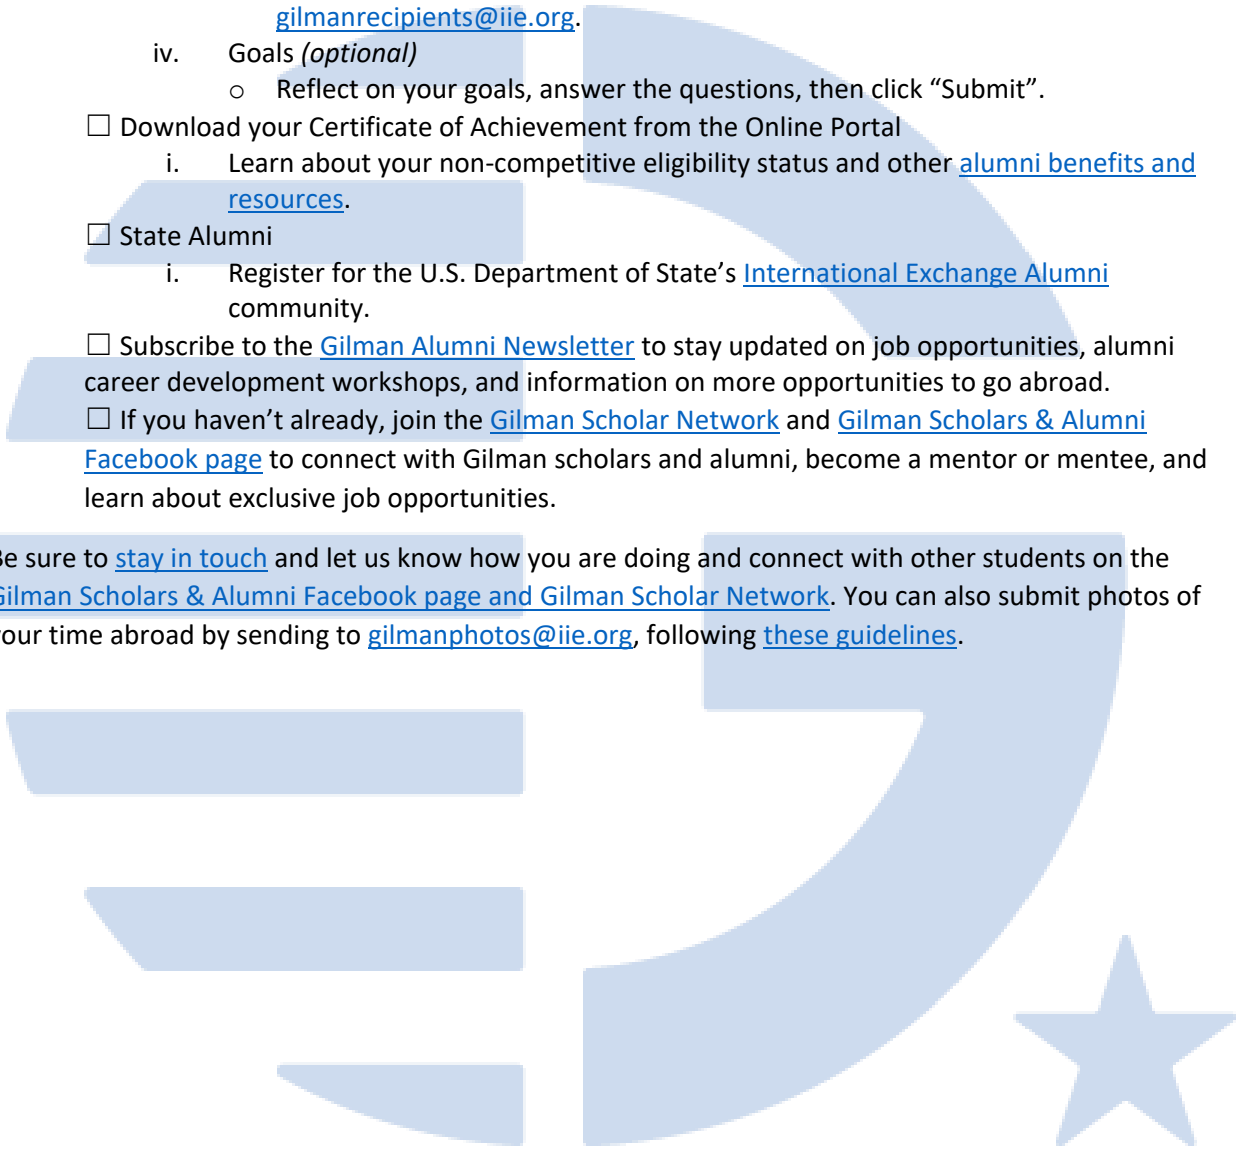 gilmanrecipients@iie.org.
iv. Goals (optional)
o Reflect on your goals, answer the questions, then click “Submit”.
☐ Download your Certificate of Achievement from the Online Portal
i. Learn about your non-competitive eligibility status and other alumni benefits and
resources.
☐ State Alumni
i. Register for the U.S. Department of State’s International Exchange Alumni
community.
☐ Subscribe to the Gilman Alumni Newsletter to stay updated on job opportunities, alumni
career development workshops, and information on more opportunities to go abroad.
☐ If you haven’t already, join the Gilman Scholar Network and Gilman Scholars & Alumni
Facebook page to connect with Gilman scholars and alumni, become a mentor or mentee, and
learn about exclusive job opportunities.
Be sure to stay in touch and let us know how you are doing and connect with other students on the
Gilman Scholars & Alumni Facebook page and Gilman Scholar Network. You can also submit photos of
your time abroad by sending to gilmanphotos@iie.org, following these guidelines.